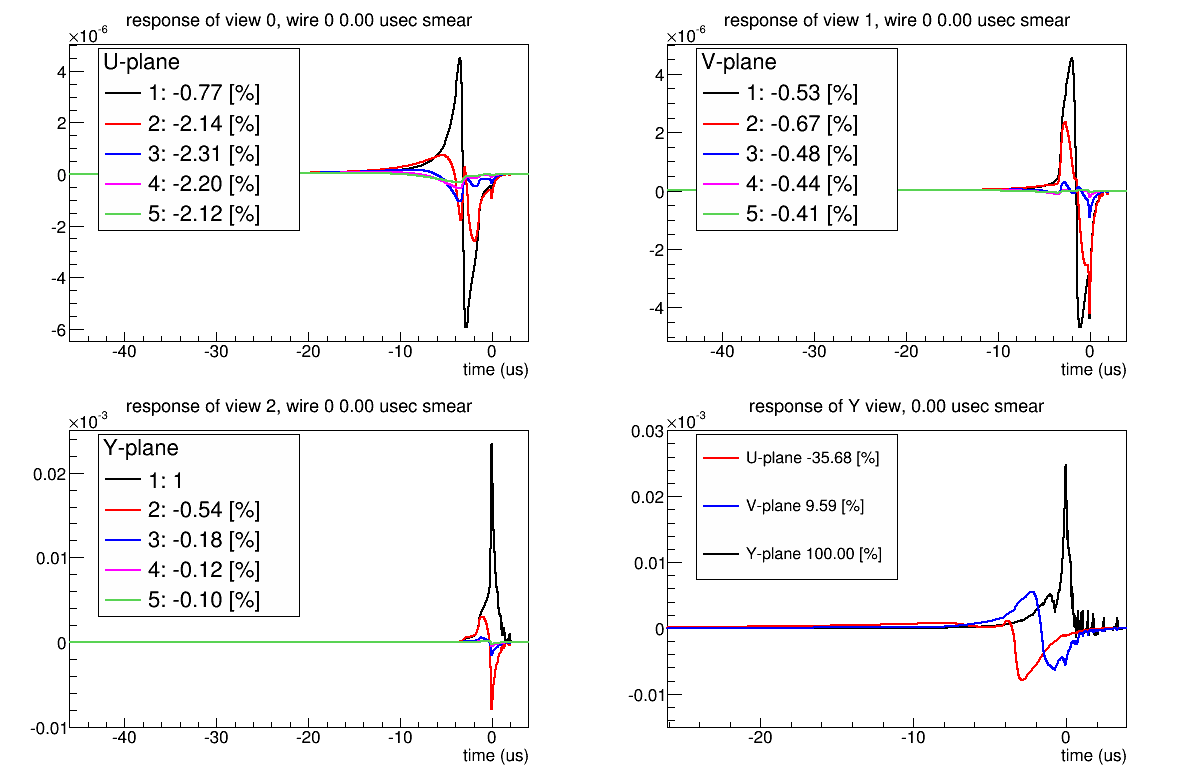 response of view 0, wire 0 0.00 usec smear
×10⁻⁶
U-plane
1: -0.77 [%]
2: -2.14 [%]
3: -2.31 [%]
4: -2.20 [%]
5: -2.12 [%]
4
2
0
-2
-4
-6
-40 -30 -20 -10 0
time (us)
response of view 1, wire 0 0.00 usec smear
×10⁻⁶
V-plane
1: -0.53 [%]
2: -0.67 [%]
3: -0.48 [%]
4: -0.44 [%]
5: -0.41 [%]
4
2
0
-2
-4
-40 -30 -20 -10 0
time (us)
response of view 2, wire 0 0.00 usec smear
×10⁻³
Y-plane
1: 1
2: -0.54 [%]
3: -0.18 [%]
4: -0.12 [%]
5: -0.10 [%]
0.02
0.01
0
-0.01
-40 -30 -20 -10 0
time (us)
response of Y view, 0.00 usec smear
×10⁻³
U-plane -35.68 [%]
V-plane 9.59 [%]
Y-plane 100.00 [%]
0.03
0.02
0.01
0
-0.01
-20 -10 0
time (us)